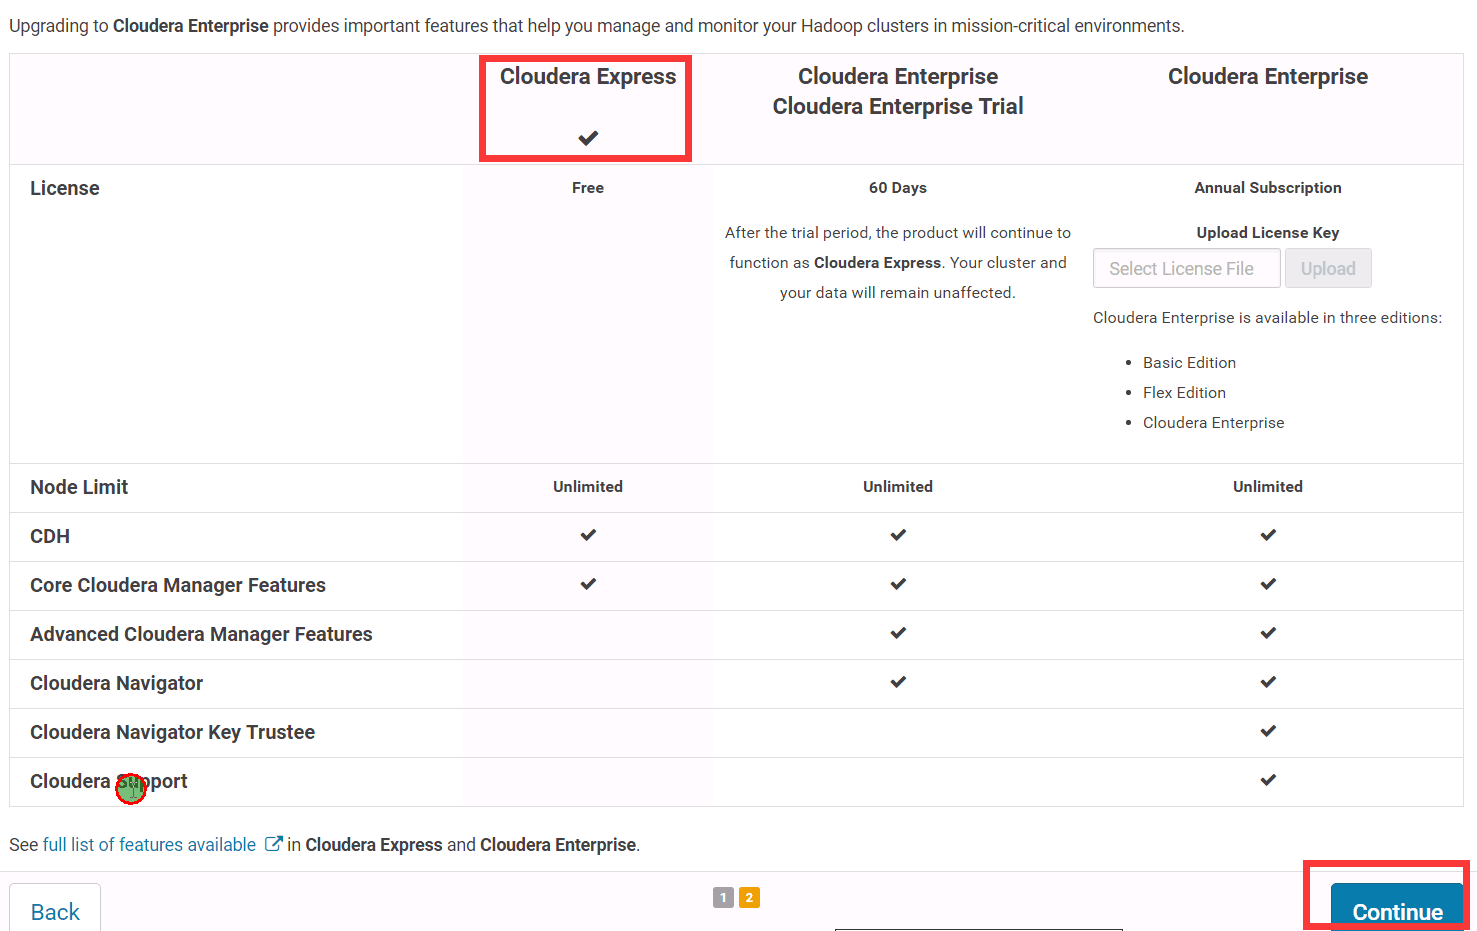 Upgrading to Cloudera Enterprise provides important features that help you manage and monitor your Hadoop clusters in mission-critical environments.
Cloudera Express
Cloudera Enterprise
Cloudera Enterprise Trial
Cloudera Enterprise
License
Free
60 Days
After the trial period, the product will continue to
function as Cloudera Express. Your cluster and
your data will remain unaffected.
Annual Subscription
Upload License Key
Select License File
Upload
Cloudera Enterprise is available in three editions:
Basic Edition
Flex Edition
Cloudera Enterprise
Node Limit
Unlimited
Unlimited
Unlimited
CDH
Core Cloudera Manager Features
Advanced Cloudera Manager Features
Cloudera Navigator
Cloudera Navigator Key Trustee
Cloudera Support
See full list of features available in Cloudera Express and Cloudera Enterprise.
Back
1
2
Continue